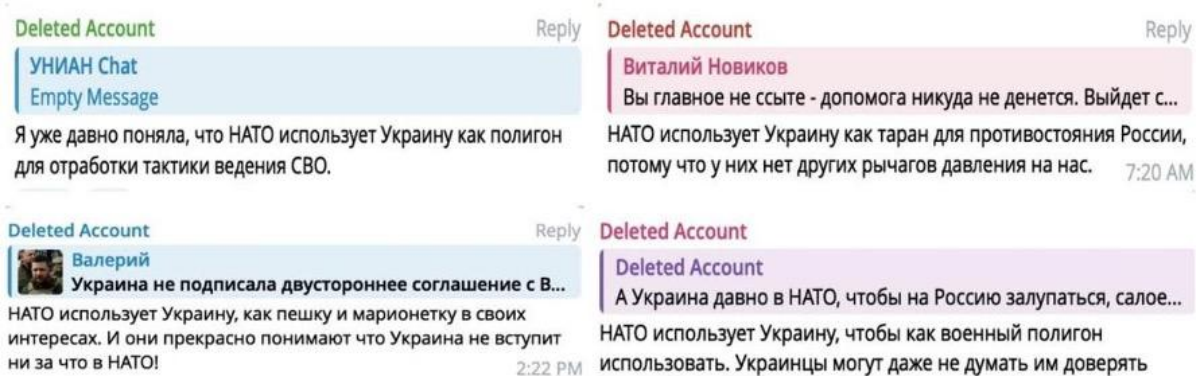 Deleted Account Reply
УНИАН Chat
Empty Message
Я уже давно поняла, что НАТО использует Украину как полигон
для отработки тактики ведения СВО.
Deleted Account Reply
Виталий Новиков
Вы главное не ссыте - допомога никуда не денется. Выйдет с...
НАТО использует Украину как таран для противостояния России,
потому что у них нет других рычагов давления на нас. 7:20 AM
Deleted Account Reply
Валерий
Украина не подписала двустороннее соглашение с В...
НАТО использует Украину, как пешку и марионетку в своих
интересах. И они прекрасно понимают что Украина не вступит
ни за что в НАТО! 2:22 PM
Deleted Account
Deleted Account
А Украина давно в НАТО, чтобы на Россию залупаться, салое...
НАТО использует Украину, чтобы как военный полигон
использовать. Украинцы могут даже не думать им доверять